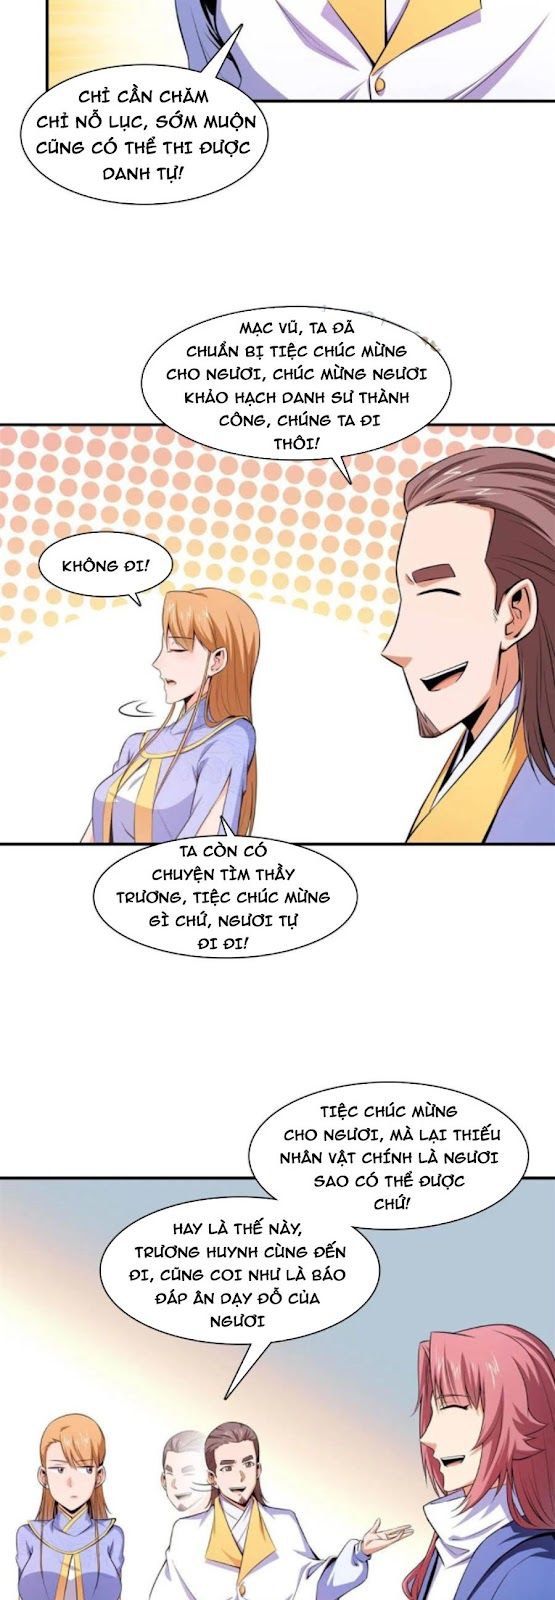 CHỈ CẦN CHĂM
CHỈ NỖ LỤC, SỚM MUỘN
CŨNG CÓ THỂ THI ĐƯỢC
DANH TỰ!
MẠC VŨ, TA ĐÃ
CHUẨN BỊ TIỆC CHÚC MỪNG
CHO NGƯƠI, CHÚC MỪNG NGƯƠI
KHẢO HẠCH DANH SƯ THÀNH
CÔNG, CHÚNG TA ĐI
THÔI!
KHÔNG ĐI!
TA CÒN CÓ
CHUYỆN TÌM THẦY
TRƯƠNG, TIỆC CHÚC MỪNG
GÌ CHỨ, NGƯƠI TỰ
ĐI ĐI!
TIỆC CHÚC MỪNG
CHO NGƯƠI, MÀ LẠI THIẾU
NHÂN VẬT CHÍNH LÀ NGƯƠI
SAO CÓ THỂ ĐƯỢC
CHỨ!
HAY LÀ THẾ NÀY,
TRƯƠNG HUYNH CÙNG ĐẾN
ĐI, CŨNG COI NHƯ LÀ BÁO
ĐÁP ÂN DẠY ĐỖ CỦA
NGƯƠI